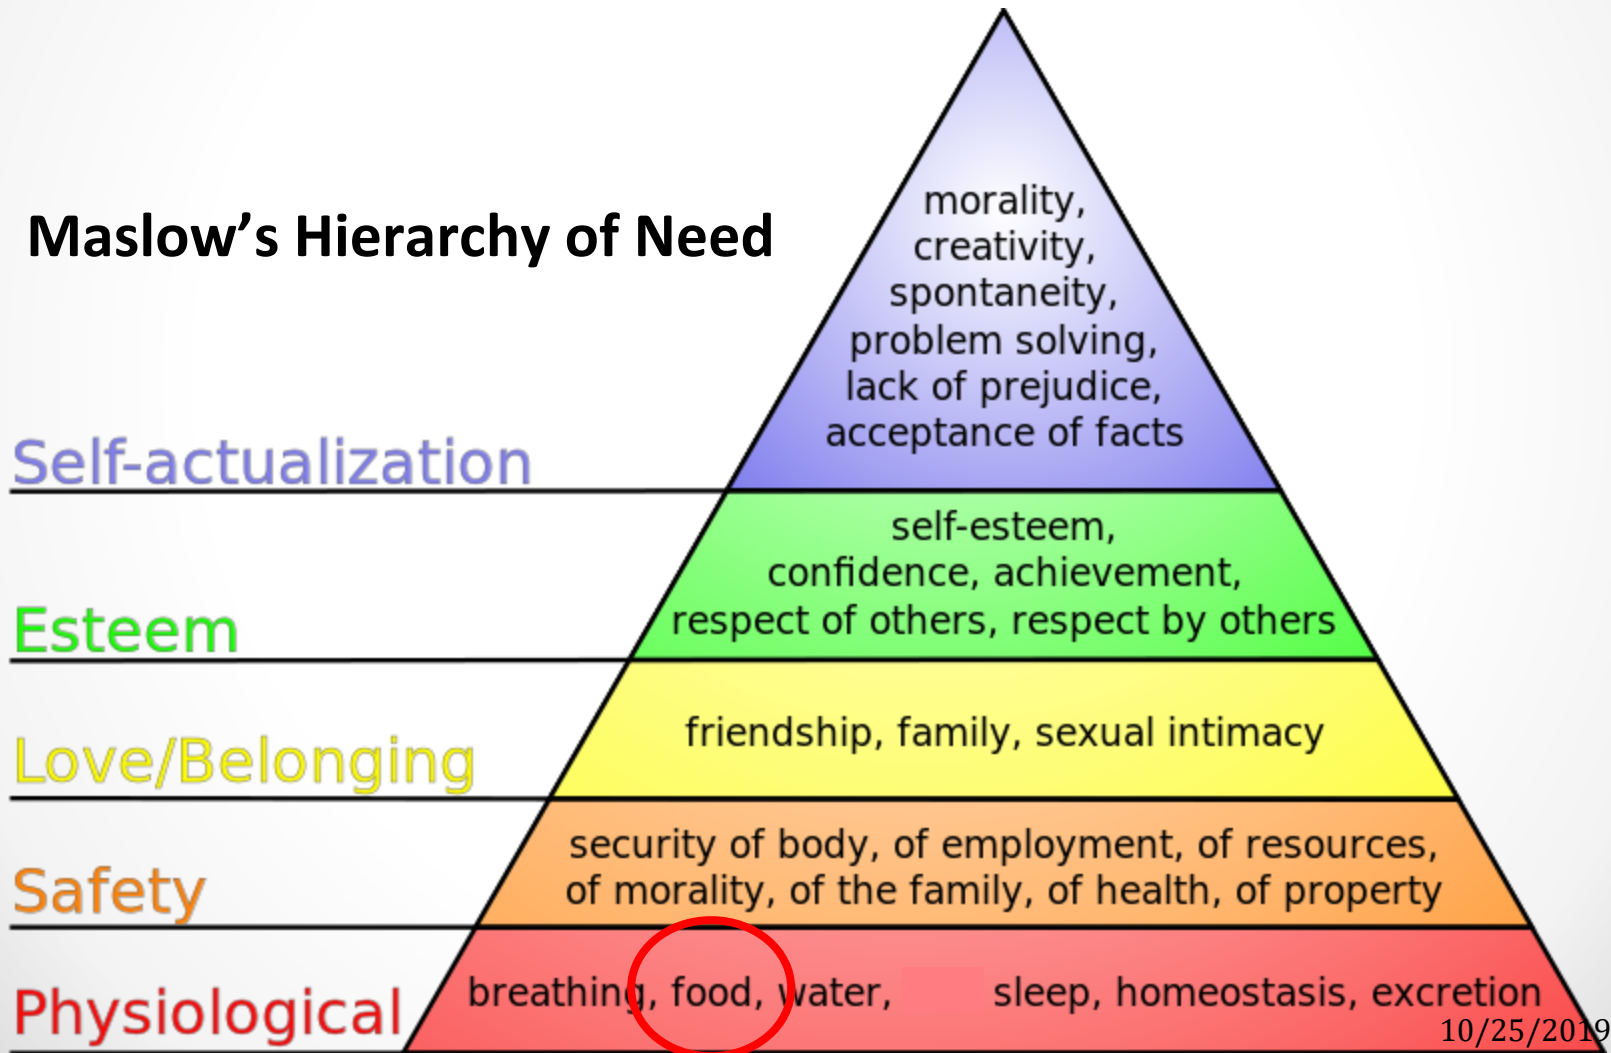 Maslow’s Hierarchy of Need
morality,
creativity,
spontaneity,
problem solving,
lack of prejudice,
acceptance of facts
Self-actualization
self-esteem,
confidence, achievement,
respect of others, respect by others
Esteem
friendship, family, sexual intimacy
Love/Belonging
security of body, of employment, of resources,
of morality, of the family, of health, of property
Safety
breathing, food, water, sleep, homeostasis, excretion
Physiological
10/25/2019